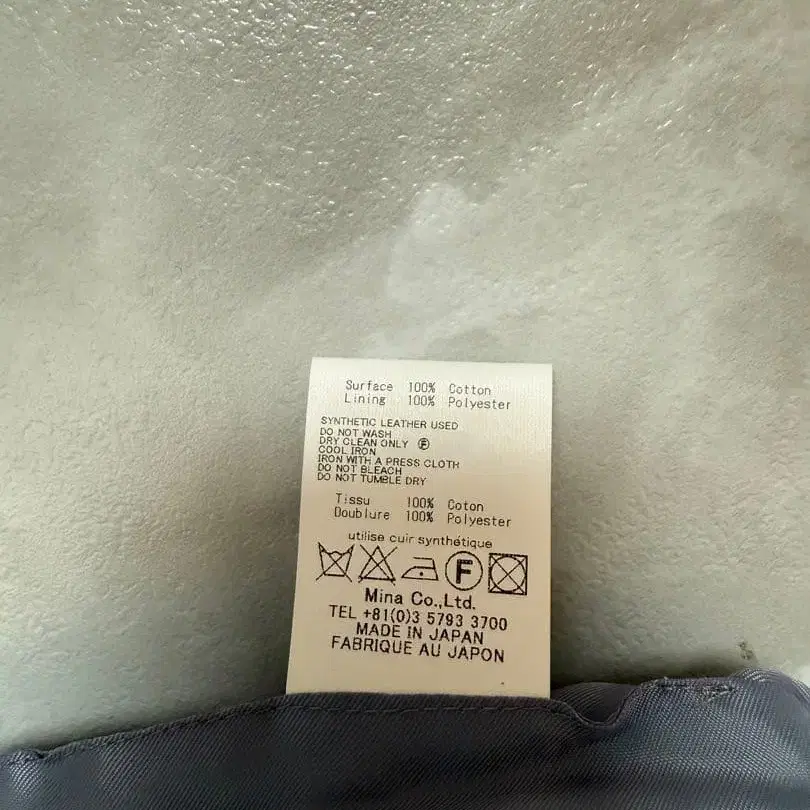 Surface 100% Cotton
Lining 100% Polyester
SYNTHETIC LEATHER USED
DO NOT WASH
DRY CLEAN ONLY Ⓕ
COOL IRON
IRON WITH A PRESS CLOTH
DO NOT BLEACH
DO NOT TUMBLE DRY
Tissu 100% Coton
Doublure 100% Polyester
utilise cuir synthétique
F
Mina Co.,Ltd.
TEL +81(0)3 5793 3700
MADE IN JAPAN
FABRIQUE AU JAPON